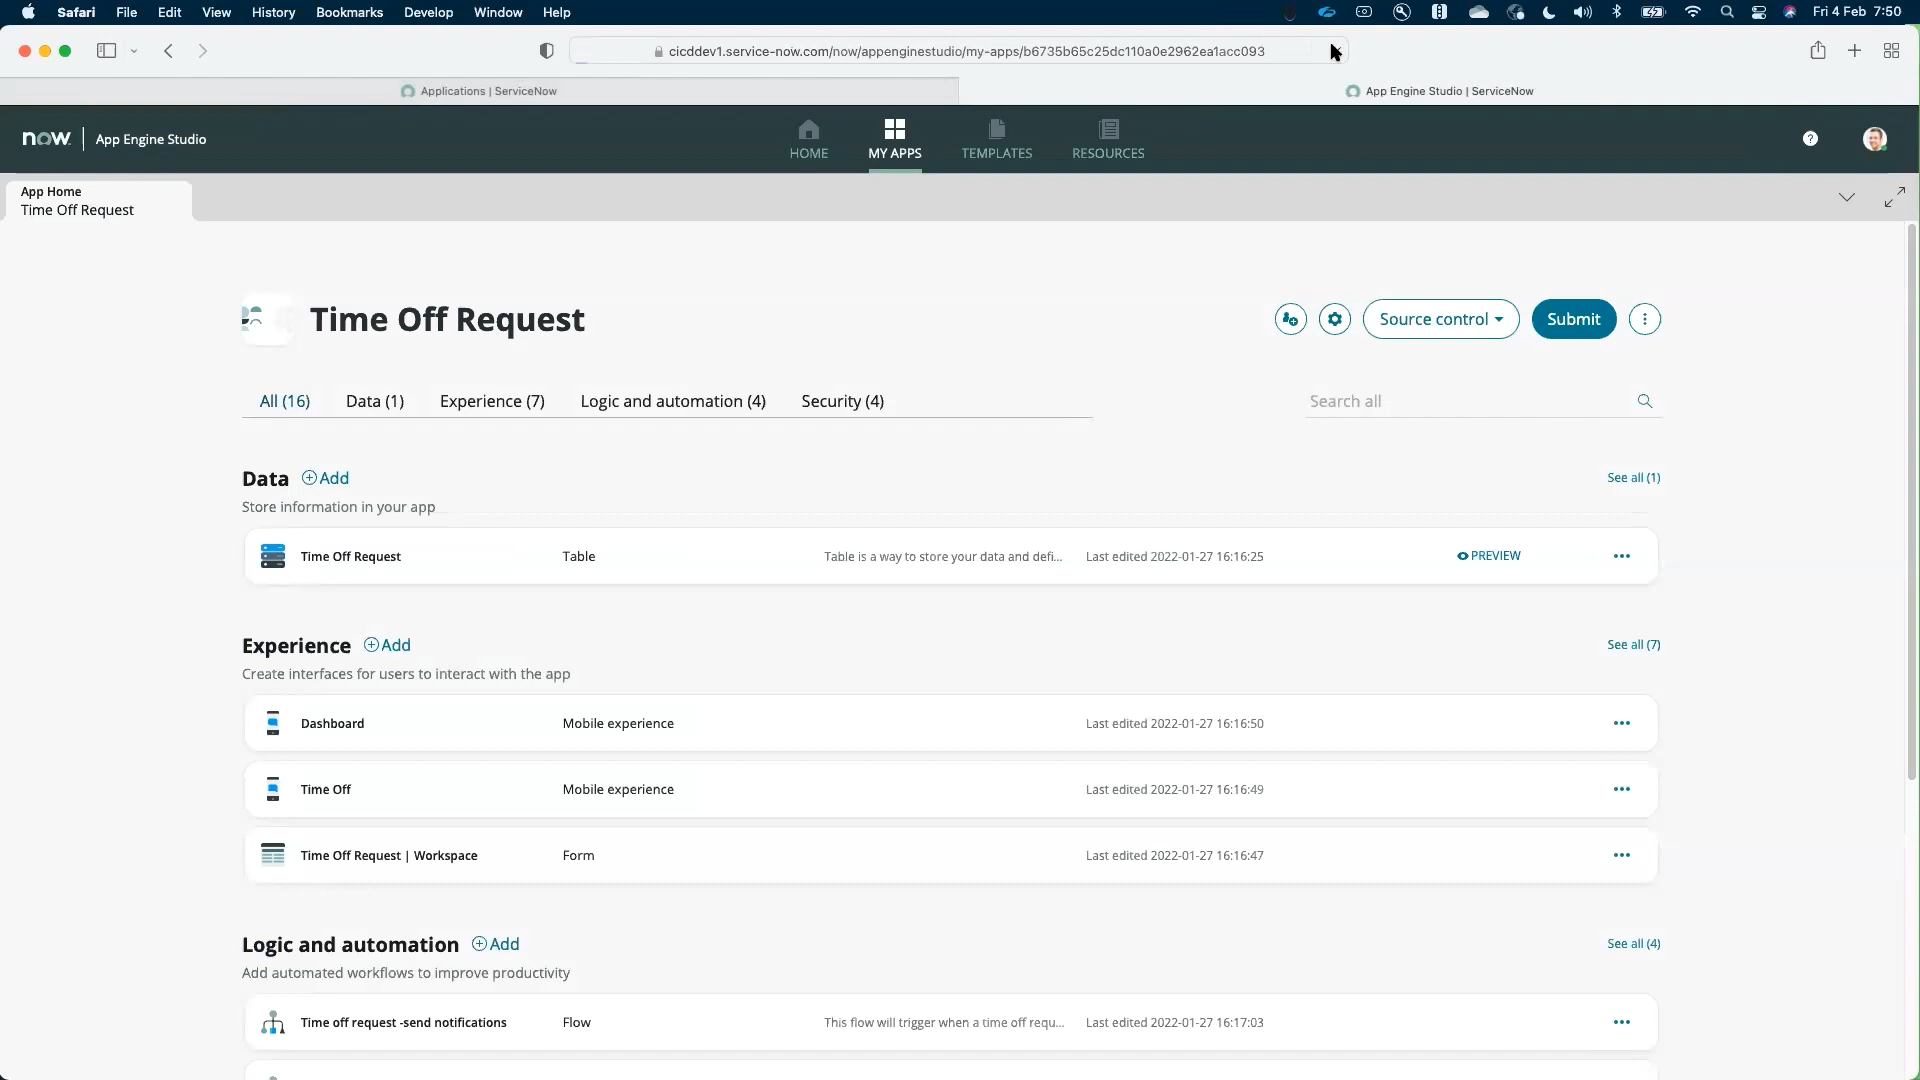 Safari File Edit View History Bookmarks Develop Window Help Fri 4 Feb 7:50
cicddev1.service-now.com/now/appenginestudio/my-apps/b6735b65c25dc110a0e2962ea1acc093
Applications | ServiceNow App Engine Studio | ServiceNow
now App Engine Studio HOME MY APPS TEMPLATES RESOURCES ?
App Home
Time Off Request
Time Off Request Source control Submit
All (16) Data (1) Experience (7) Logic and automation (4) Security (4) Search all
Data Add See all (1)
Store information in your app
Time Off Request Table Table is a way to store your data and defi... Last edited 2022-01-27 16:16:25 PREVIEW
Experience Add See all (7)
Create interfaces for users to interact with the app
Dashboard Mobile experience Last edited 2022-01-27 16:16:50
Time Off Mobile experience Last edited 2022-01-27 16:16:49
Time Off Request | Workspace Form Last edited 2022-01-27 16:16:47
Logic and automation Add See all (4)
Add automated workflows to improve productivity
Time off request -send notifications Flow This flow will trigger when a time off requ... Last edited 2022-01-27 16:17:03